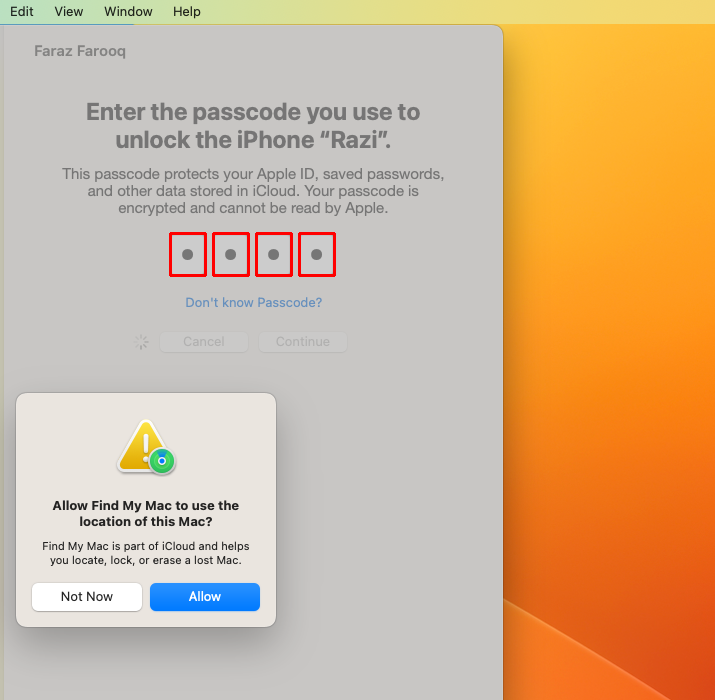 Edit View Window Help
Faraz Farooq
Enter the passcode you use to
unlock the iPhone “Razi”.
This passcode protects your Apple ID, saved passwords,
and other data stored in iCloud. Your passcode is
encrypted and cannot be read by Apple.
Don't know Passcode?
Cancel Continue
Allow Find My Mac to use the
location of this Mac?
Find My Mac is part of iCloud and helps
you locate, lock, or erase a lost Mac.
Not Now Allow